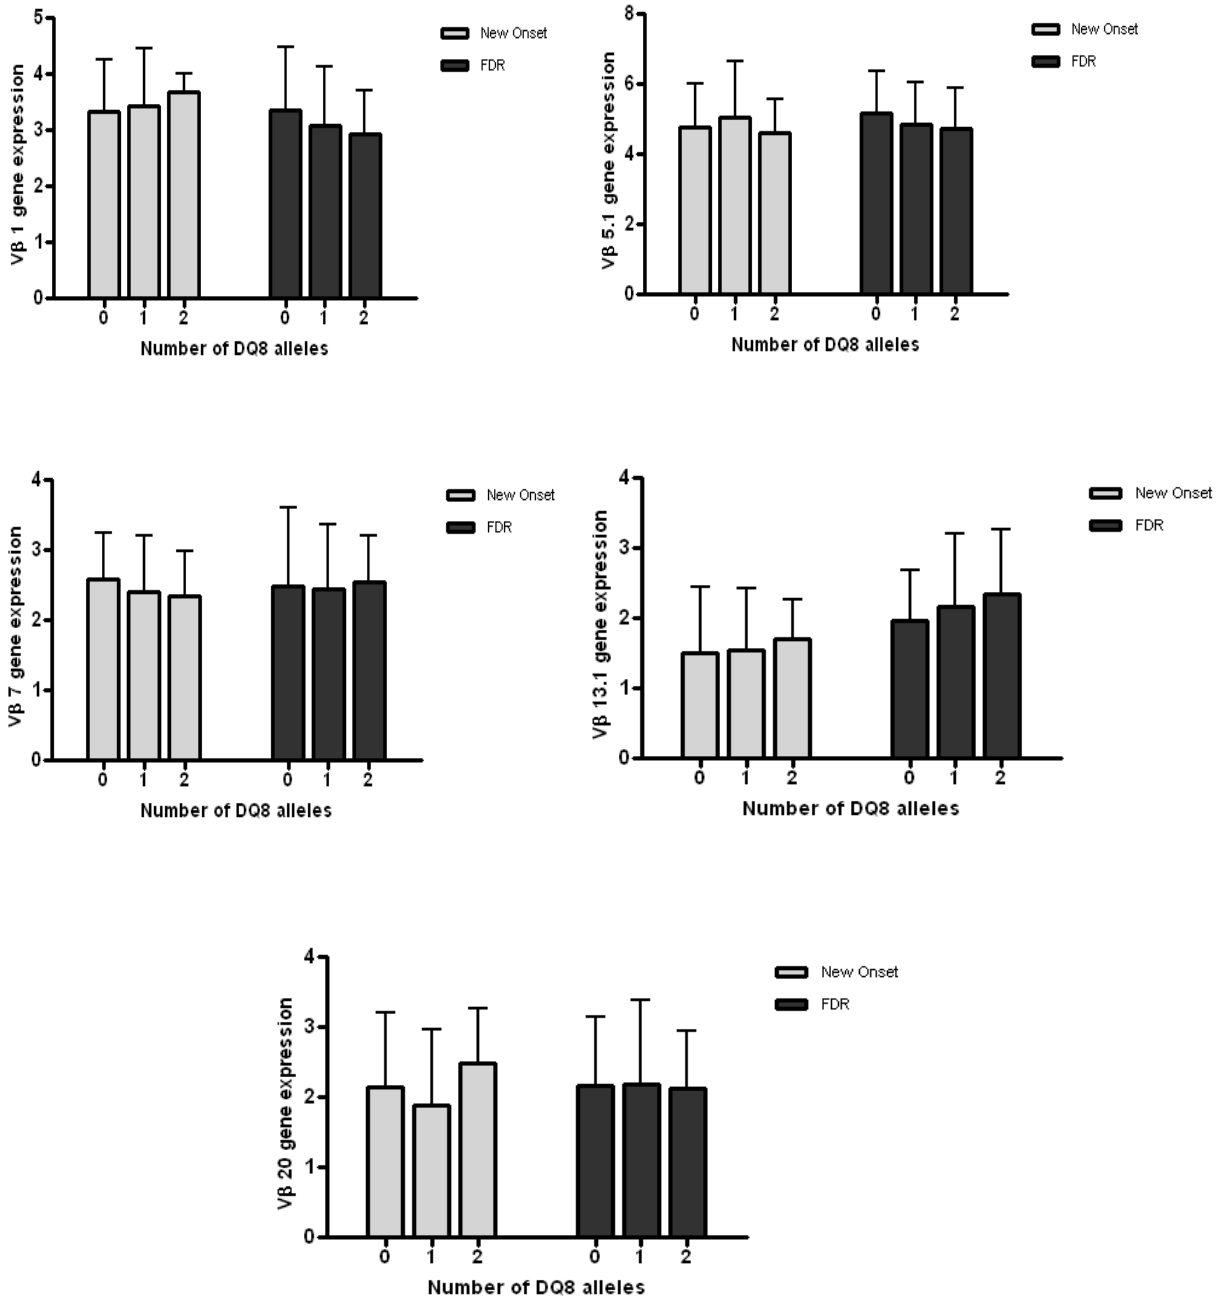 5
4
3
2
1
0
Vβ 1 gene expression
0 1 2 0 1 2
Number of DQ8 alleles
New Onset
FDR
8
6
4
2
0
Vβ 5.1 gene expression
0 1 2 0 1 2
Number of DQ8 alleles
New Onset
FDR
4
3
2
1
0
Vβ 7 gene expression
0 1 2 0 1 2
Number of DQ8 alleles
New Onset
FDR
4
3
2
1
0
Vβ 13.1 gene expression
0 1 2 0 1 2
Number of DQ8 alleles
New Onset
FDR
4
3
2
1
0
Vβ 20 gene expression
0 1 2 0 1 2
Number of DQ8 alleles
New Onset
FDR